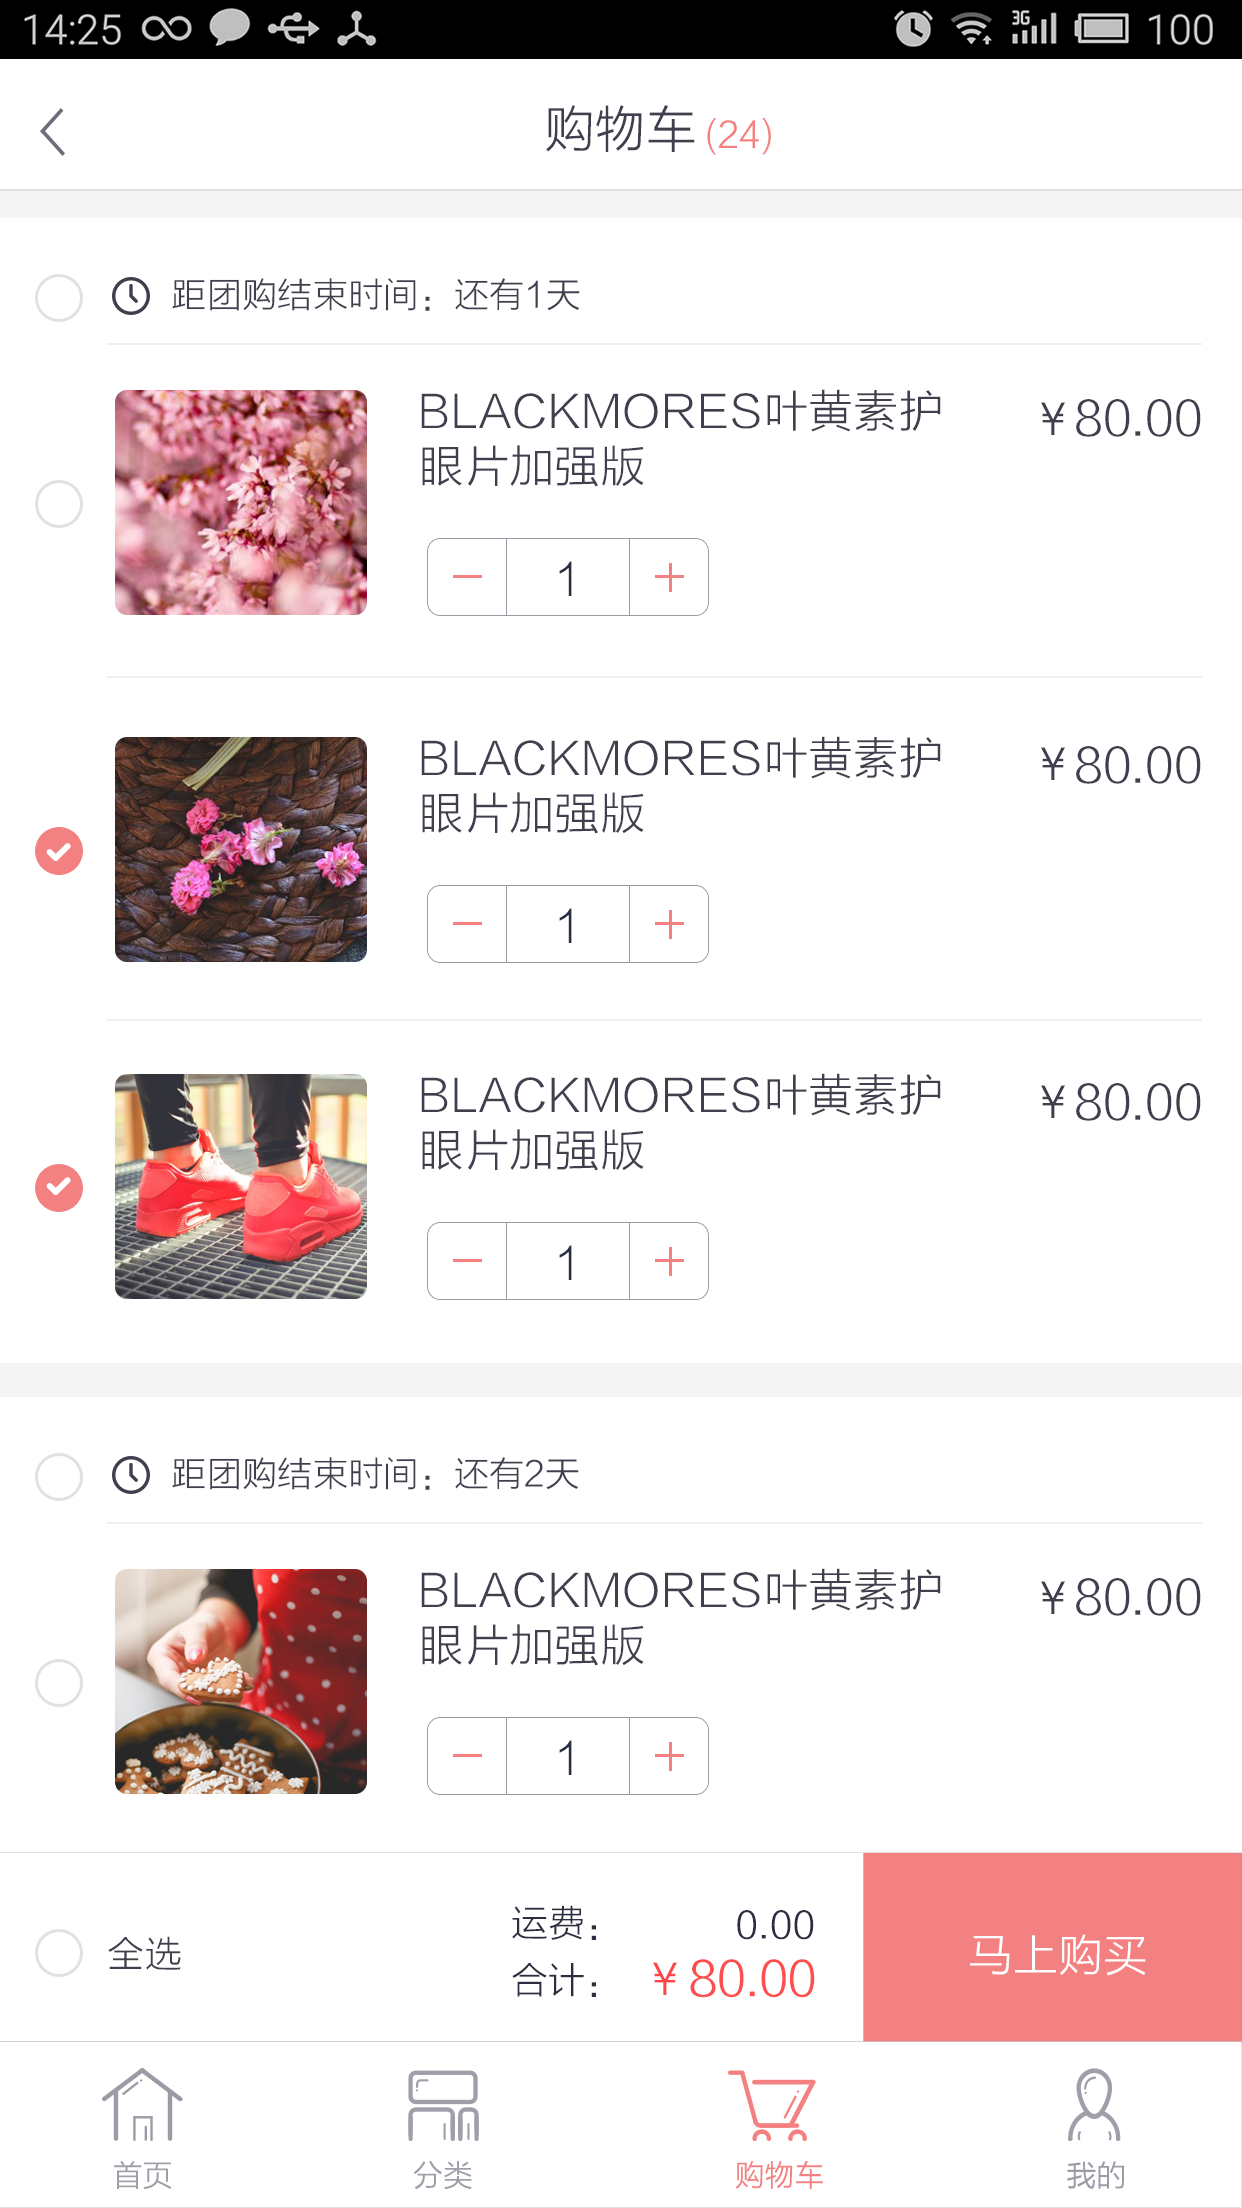 14:25 3G 100
购物车(24)
距团购结束时间：还有1天
BLACKMORES叶黄素护 ￥80.00
眼片加强版
1
BLACKMORES叶黄素护 ￥80.00
眼片加强版
1
BLACKMORES叶黄素护 ￥80.00
眼片加强版
1
距团购结束时间：还有2天
BLACKMORES叶黄素护 ￥80.00
眼片加强版
1
运费： 0.00
全选 马上购买
合计： ￥80.00
首页 分类 购物车 我的